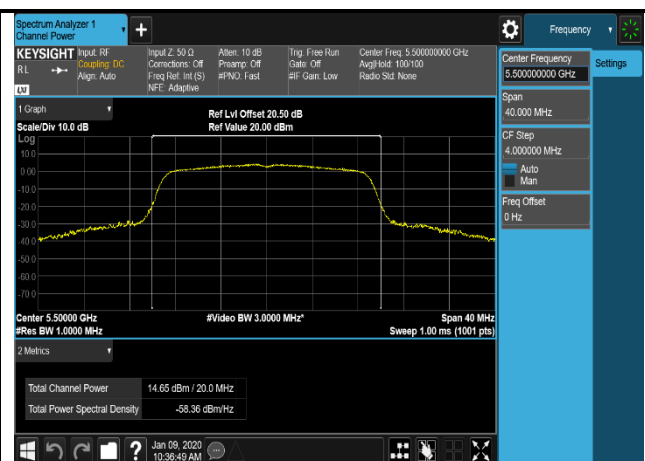 Spectrum Analyzer 1
Channel Power
Frequency
KEYSIGHT
RL
LXI
Input: RF
Coupling: DC
Align: Auto
Input Z: 50 Ω
Corrections: Off
Freq Ref: Int (S)
NFE: Adaptive
Atten: 10 dB
Preamp: Off
#PNO: Fast
Trig: Free Run
Gate: Off
#IF Gain: Low
Center Freq: 5.500000000 GHz
Avg|Hold: 100/100
Radio Std: None
Center Frequency
5.500000000 GHz
Settings
Span
40.000 MHz
CF Step
4.000000 MHz
Auto
Man
Freq Offset
0 Hz
1 Graph
Scale/Div 10.0 dB
Ref Lvl Offset 20.50 dB
Ref Value 20.00 dBm
Log
10.0
0.00
-10.0
-20.0
-30.0
-40.0
-50.0
-60.0
-70.0
Center 5.50000 GHz
#Res BW 1.0000 MHz
#Video BW 3.0000 MHz*
Span 40 MHz
Sweep 1.00 ms (1001 pts)
2 Metrics
Total Channel Power 14.65 dBm / 20.0 MHz
Total Power Spectral Density -58.36 dBm/Hz
?
Jan 09, 2020
10:36:49 AM